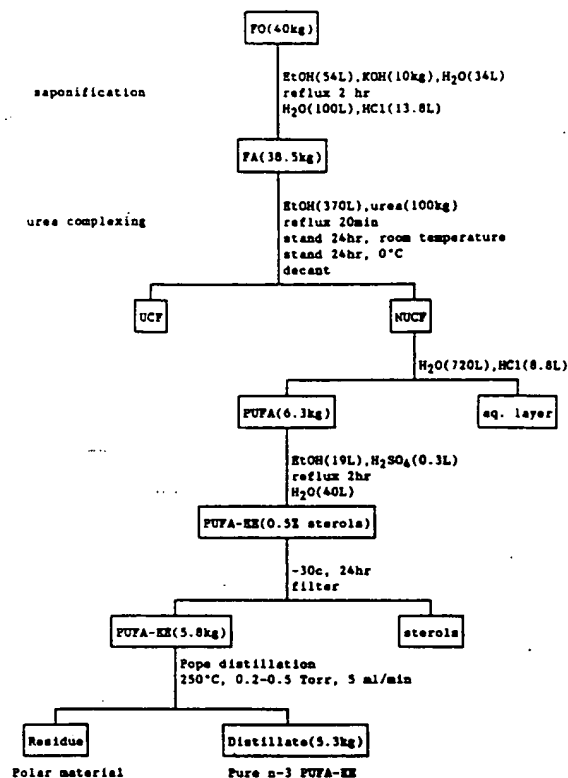 FO(40kg)
saponification
EtOH(54L),KOH(10kg),H2O(34L)
reflux 2 hr
H2O(100L),HCl(13.8L)
FA(38.5kg)
urea complexing
EtOH(370L),urea(100kg)
reflux 20min
stand 24hr, room temperature
stand 24hr, 0°C
decant
UCF
NUCF
H2O(720L),HCl(8.8L)
PUFA(6.3kg)
aq. layer
EtOH(19L),H2SO4(0.3L)
reflux 2hr
H2O(40L)
PUFA-EE(0.5% sterols)
-30c, 24hr
filter
PUFA-EE(5.8kg)
sterols
Pope distillation
250°C, 0.2-0.5 Torr, 5 ml/min
Residue
Distillate(5.3kg)
Polar material
Pure n-3 PUFA-EE